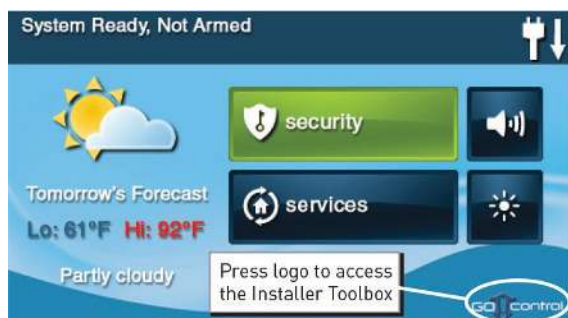 System Ready, Not Armed
security
Tomorrow's Forecast
Lo: 61°F Hi: 92°F
services
Partly cloudy
Press logo to access
the Installer Toolbox
GO control